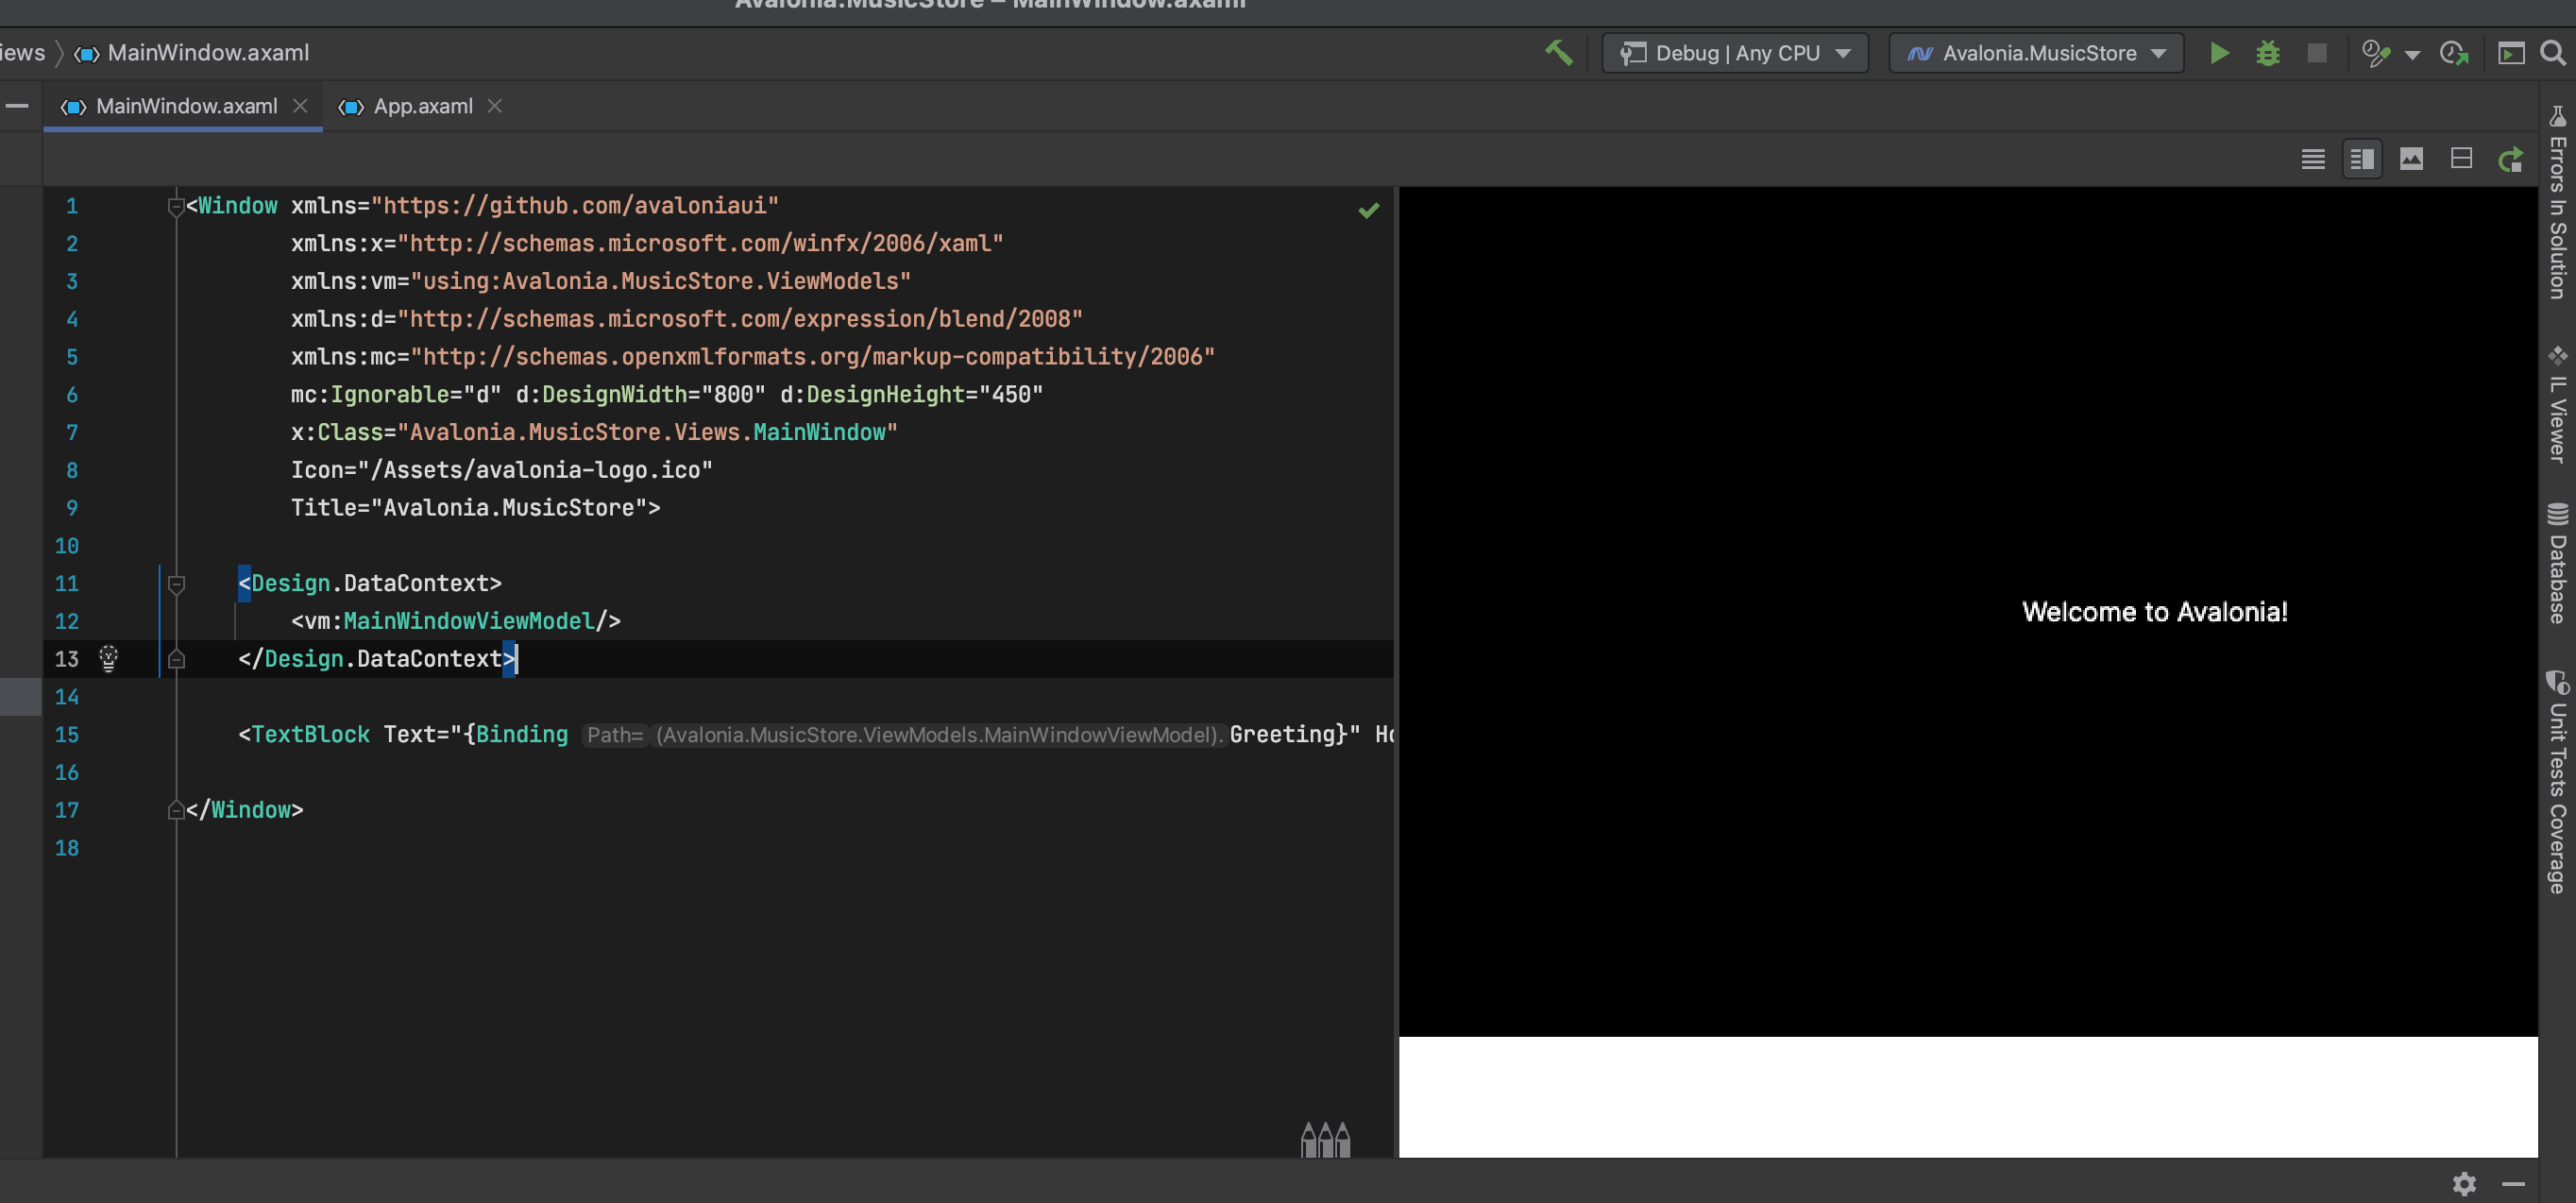 Avalonia.MusicStore – MainWindow.axaml
iews MainWindow.axaml Debug | Any CPU Avalonia.MusicStore
MainWindow.axaml App.axaml
1 <Window xmlns="https://github.com/avaloniaui"
2 xmlns:x="http://schemas.microsoft.com/winfx/2006/xaml"
3 xmlns:vm="using:Avalonia.MusicStore.ViewModels"
4 xmlns:d="http://schemas.microsoft.com/expression/blend/2008"
5 xmlns:mc="http://schemas.openxmlformats.org/markup-compatibility/2006"
6 mc:Ignorable="d" d:DesignWidth="800" d:DesignHeight="450"
7 x:Class="Avalonia.MusicStore.Views.MainWindow"
8 Icon="/Assets/avalonia-logo.ico"
9 Title="Avalonia.MusicStore">
10
11 <Design.DataContext>
12 <vm:MainWindowViewModel/>
13 </Design.DataContext>
14
15 <TextBlock Text="{Binding Path= (Avalonia.MusicStore.ViewModels.MainWindowViewModel). Greeting}" Ho
16
17 </Window>
18
Welcome to Avalonia!
Errors In Solution
IL Viewer
Database
Unit Tests Coverage